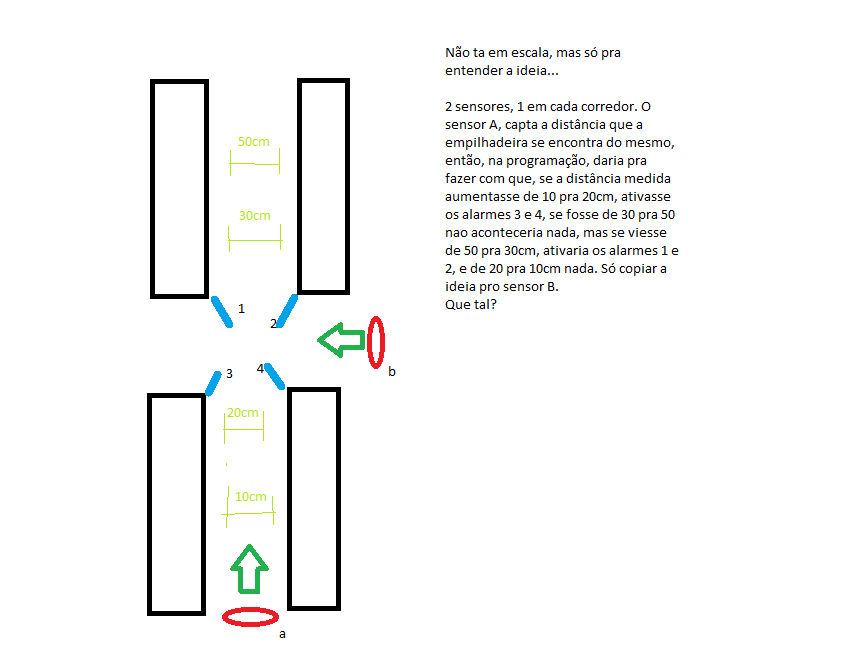 Não ta em escala, mas só pra
entender a ideia...
2 sensores, 1 em cada corredor. O
sensor A, capta a distância que a
empilhadeira se encontra do mesmo,
então, na programação, daria pra
fazer com que, se a distância medida
aumentasse de 10 pra 20cm, ativasse
os alarmes 3 e 4, se fosse de 30 pra 50
nao aconteceria nada, mas se viesse
de 50 pra 30cm, ativaria os alarmes 1 e
2, e de 20 pra 10cm nada. Só copiar a
ideia pro sensor B.
Que tal?
50cm
30cm
1
2
b
3
4
20cm
10cm
a